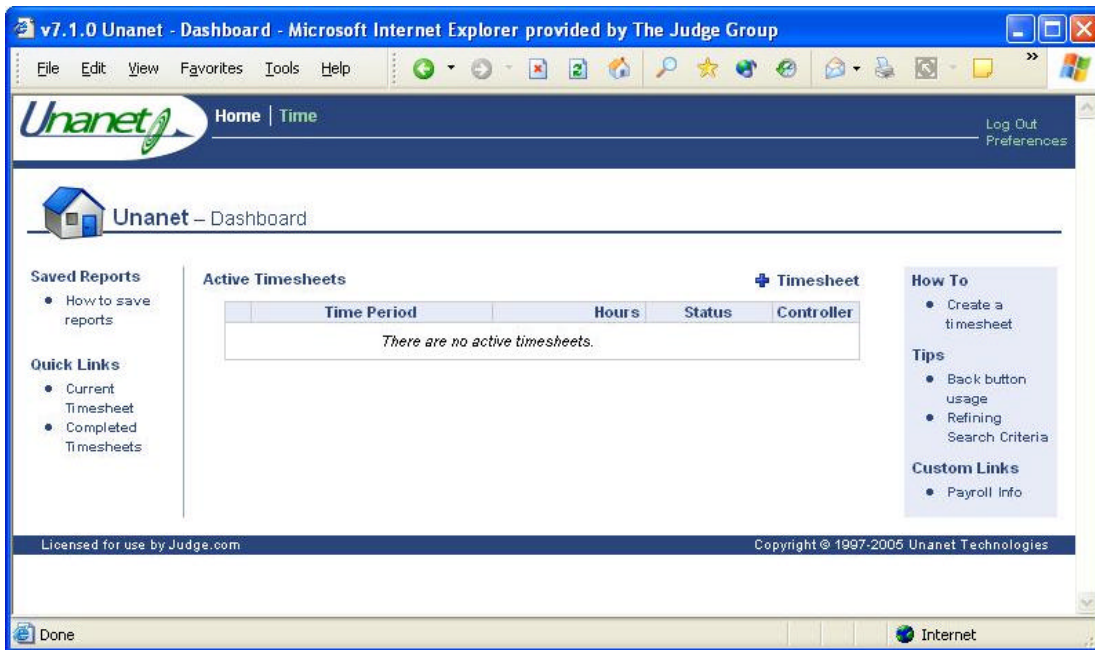 v7.1.0 Unanet - Dashboard - Microsoft Internet Explorer provided by The Judge Group
File Edit View Favorites Tools Help »
Unanet Home | Time
Log Out
Preferences
Unanet – Dashboard
Saved Reports
• How to save
reports
Quick Links
• Current
Timesheet
• Completed
Timesheets
Active Timesheets + Timesheet
Time Period Hours Status Controller
There are no active timesheets.
How To
• Create a
timesheet
Tips
• Back button
usage
• Refining
Search Criteria
Custom Links
• Payroll Info
Licensed for use by Judge.com Copyright © 1997-2005 Unanet Technologies
Done Internet